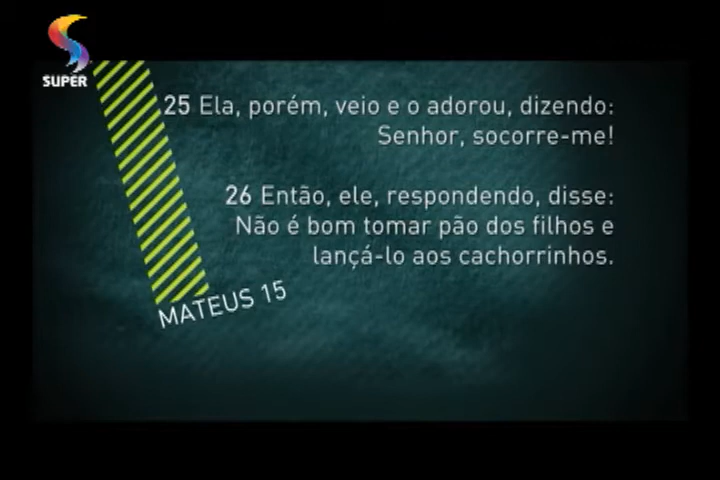 SUPER
25 Ela, porém, veio e o adorou, dizendo:
Senhor, socorre-me!
26 Então, ele, respondendo, disse:
Não é bom tomar pão dos filhos e
lançá-lo aos cachorrinhos.
MATEUS 15